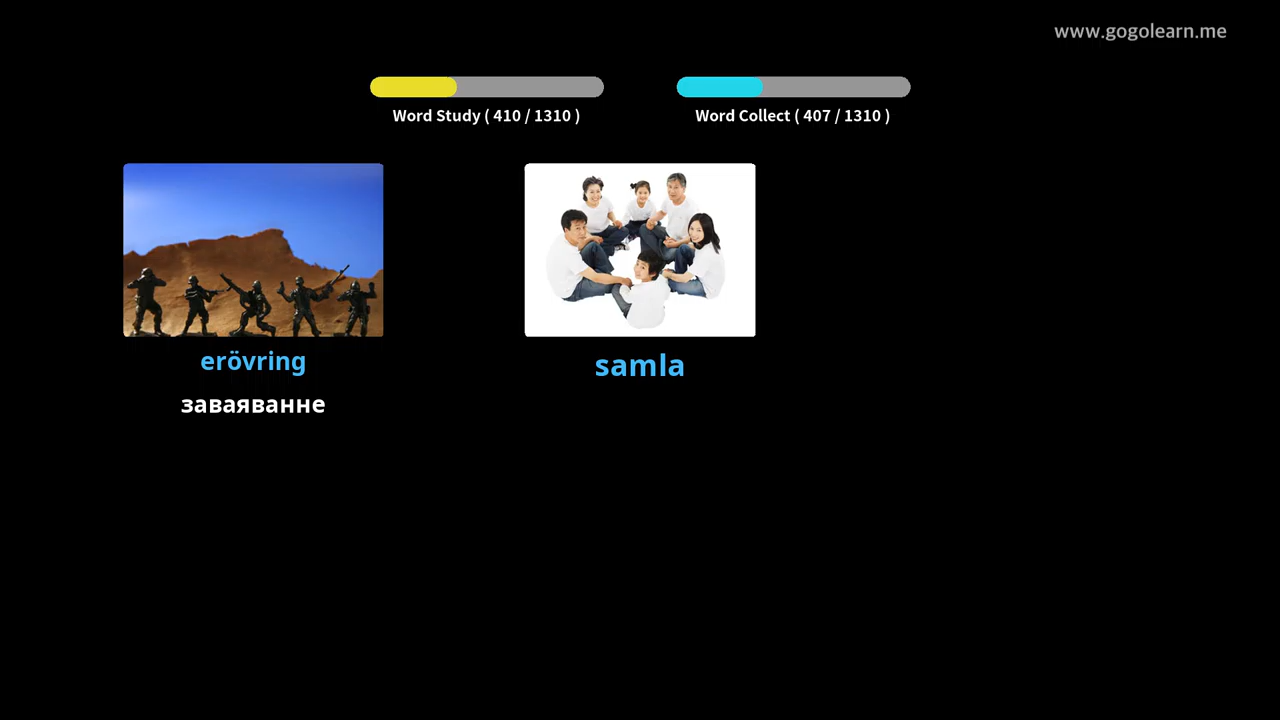 www.gogolearn.me
Word Study ( 410 / 1310 )
Word Collect ( 407 / 1310 )
erövring
заваяванне
samla